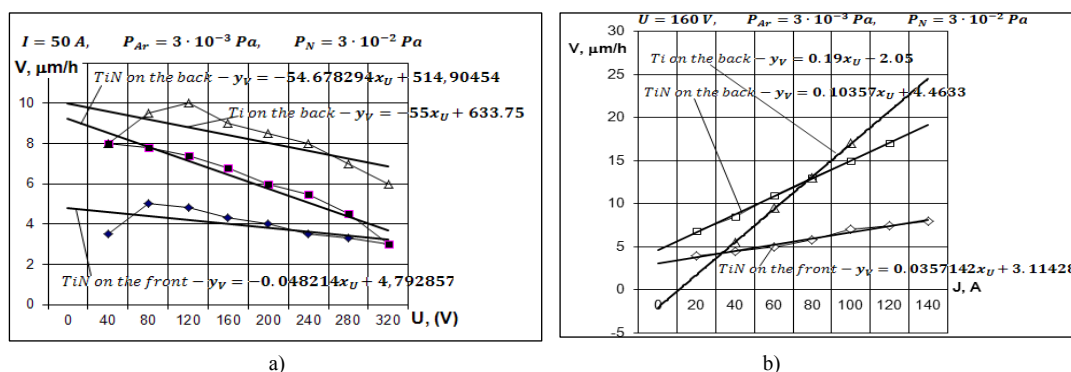 I = 50 A, P_Ar = 3 · 10⁻³ Pa, P_N = 3 · 10⁻² Pa
V, μm/h
TiN on the back – y_V = −54.678294x_U + 514,90454
Ti on the back – y_V = −55x_U + 633.75
TiN on the front – y_V = −0.048214x_U + 4,792857
10
8
6
4
2
0
0 40 80 120 160 200 240 280 320
U, (V)
a)
U = 160 V, P_Ar = 3 · 10⁻³ Pa, P_N = 3 · 10⁻² Pa
V, μm/h
Ti on the back – y_V = 0.19x_U – 2.05
TiN on the back – y_V = 0.10357x_U + 4.4633
TiN on the front – y_V = 0.0357142x_U + 3.11428
30
25
20
15
10
5
0
-5
0 20 40 60 80 100 120 140
J, A
b)